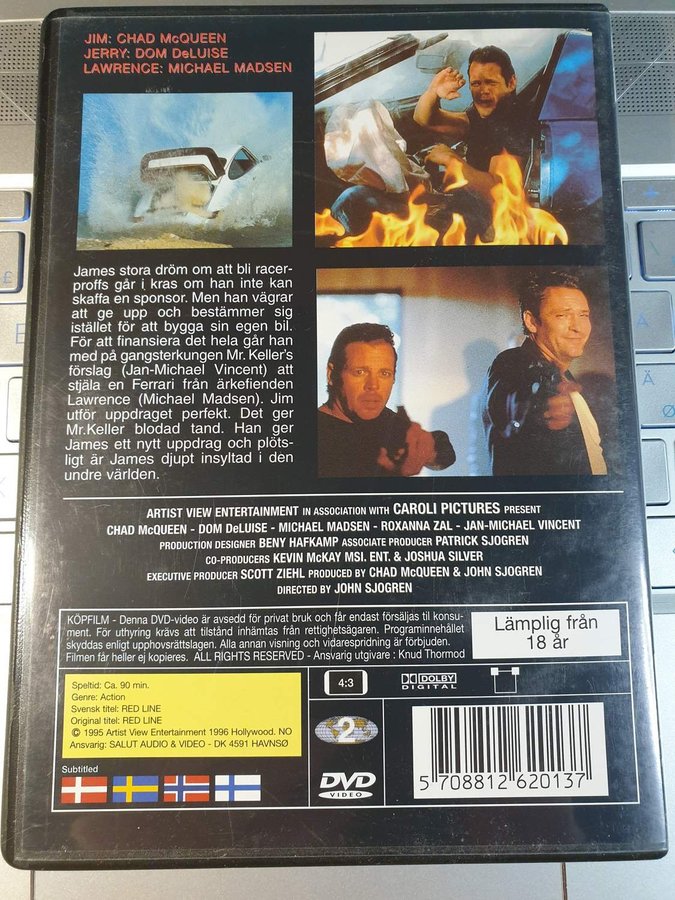 JIM: CHAD McQUEEN
JERRY: DOM DeLUISE
LAWRENCE: MICHAEL MADSEN
James stora dröm om att bli racer-
proffs går i kras om han inte kan
skaffa en sponsor. Men han vägrar
att ge upp och bestämmer sig
istället för att bygga sin egen bil.
För att finansiera det hela går han
med på gangsterkungen Mr. Keller's
förslag (Jan-Michael Vincent) att
stjäla en Ferrari från ärkefienden
Lawrence (Michael Madsen). Jim
utför uppdraget perfekt. Det ger
Mr.Keller blodad tand. Han ger
James ett nytt uppdrag och plöts-
ligt är James djupt insyltad i den
undre världen.
ARTIST VIEW ENTERTAINMENT IN ASSOCIATION WITH CAROLI PICTURES PRESENT
CHAD McQUEEN - DOM DeLUISE - MICHAEL MADSEN - ROXANNA ZAL - JAN-MICHAEL VINCENT
PRODUCTION DESIGNER BENY HAFKAMP ASSOCIATE PRODUCER PATRICK SJOGREN
CO-PRODUCERS KEVIN McKAY MSI. ENT. & JOSHUA SILVER
EXECUTIVE PRODUCER SCOTT ZIEHL PRODUCED BY CHAD McQUEEN & JOHN SJOGREN
DIRECTED BY JOHN SJOGREN
KÖPFILM - Denna DVD-video är avsedd för privat bruk och får endast försäljas til konsu-
ment. För uthyring krävs att tilstånd inhämtas från rettighetsägaren. Programinnehållet
skyddas enligt upphovsrättslagen. Alla annan visning och vidarespridning är förbjuden.
Filmen får heller ej kopieres. ALL RIGHTS RESERVED - Ansvarig utgivare : Knud Thormod
Lämplig från
18 år
Speltid: Ca. 90 min.
Genre: Action
Svensk titel: RED LINE
Original titel: RED LINE
© 1995 Artist View Entertainment 1996 Hollywood. NO
Ansvarig: SALUT AUDIO & VIDEO - DK 4591 HAVNSØ
Subtitled
4:3
DOLBY
DIGITAL
2
DVD
VIDEO
5 708812 620137
£
Ä
Ø